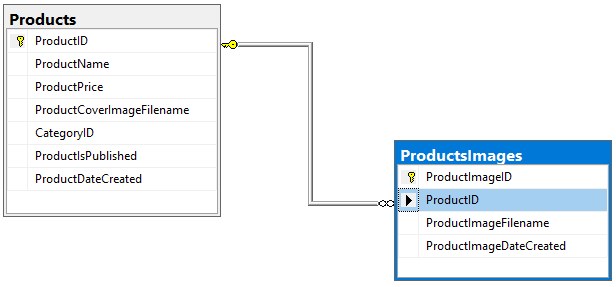 Products
ProductID
ProductName
ProductPrice
ProductCoverImageFilename
CategoryID
ProductIsPublished
ProductDateCreated
ProductsImages
ProductImageID
ProductID
ProductImageFilename
ProductImageDateCreated